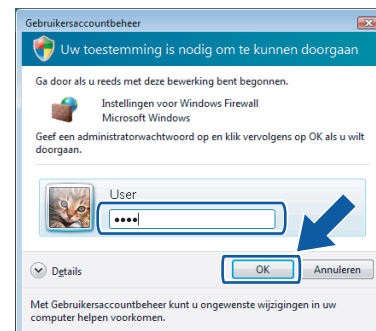 Gebruikersaccountbeheer
Uw toestemming is nodig om te kunnen doorgaan
Ga door als u reeds met deze bewerking bent begonnen.
Instellingen voor Windows Firewall
Microsoft Windows
Geef een administratorwachtwoord op en klik vervolgens op OK als u wilt
doorgaan.
User
••••
Details
OK
Annuleren
Met Gebruikersaccountbeheer kunt u ongewenste wijzigingen in uw
computer helpen voorkomen.